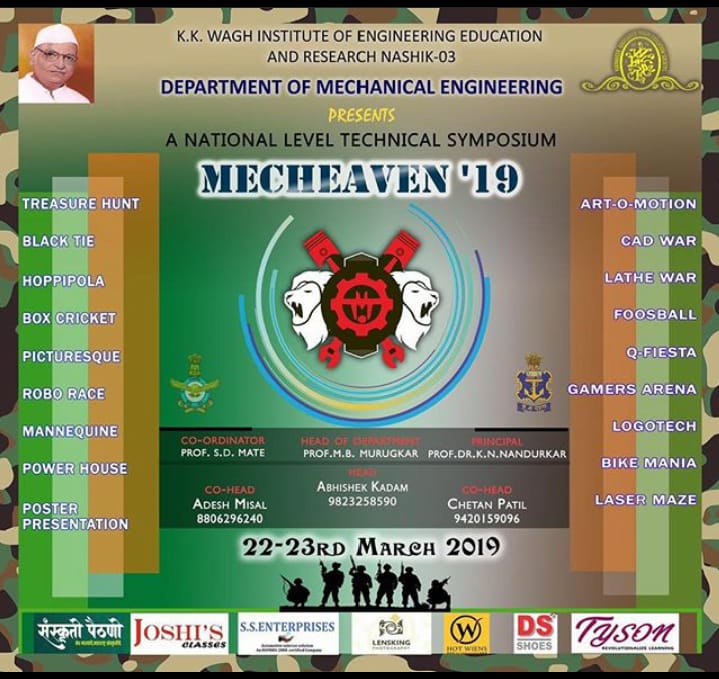 K.K. WAGH INSTITUTE OF ENGINEERING EDUCATION
AND RESEARCH NASHIK-03
DEPARTMENT OF MECHANICAL ENGINEERING
PRESENTS
A NATIONAL LEVEL TECHNICAL SYMPOSIUM
MECHEAVEN '19
TREASURE HUNT
BLACK TIE
HOPPIPOLA
BOX CRICKET
PICTURESQUE
ROBO RACE
MANNEQUINE
POWER HOUSE
POSTER
PRESENTATION
ART-O-MOTION
CAD WAR
LATHE WAR
FOOSBALL
Q-FIESTA
GAMERS ARENA
LOGOTECH
BIKE MANIA
LASER MAZE
CO-ORDINATOR
PROF. S.D. MATE
HEAD OF DEPARTMENT
PROF.M.B. MURUGKAR
PRINCIPAL
PROF.DR.K.N.NANDURKAR
CO-HEAD
ADESH MISAL
8806296240
HEAD
ABHISHEK KADAM
9823258590
CO-HEAD
CHETAN PATIL
9420159096
22-23RD MARCH 2019
संस्कृती पैठणी
JOSHI'S
CLASSES
S.S.ENTERPRISES
LENSKING
PHOTOGRAPHY
W
HOT WIENS
DS
SHOES
Tyson
REVOLUTIONALIZE LEARNING